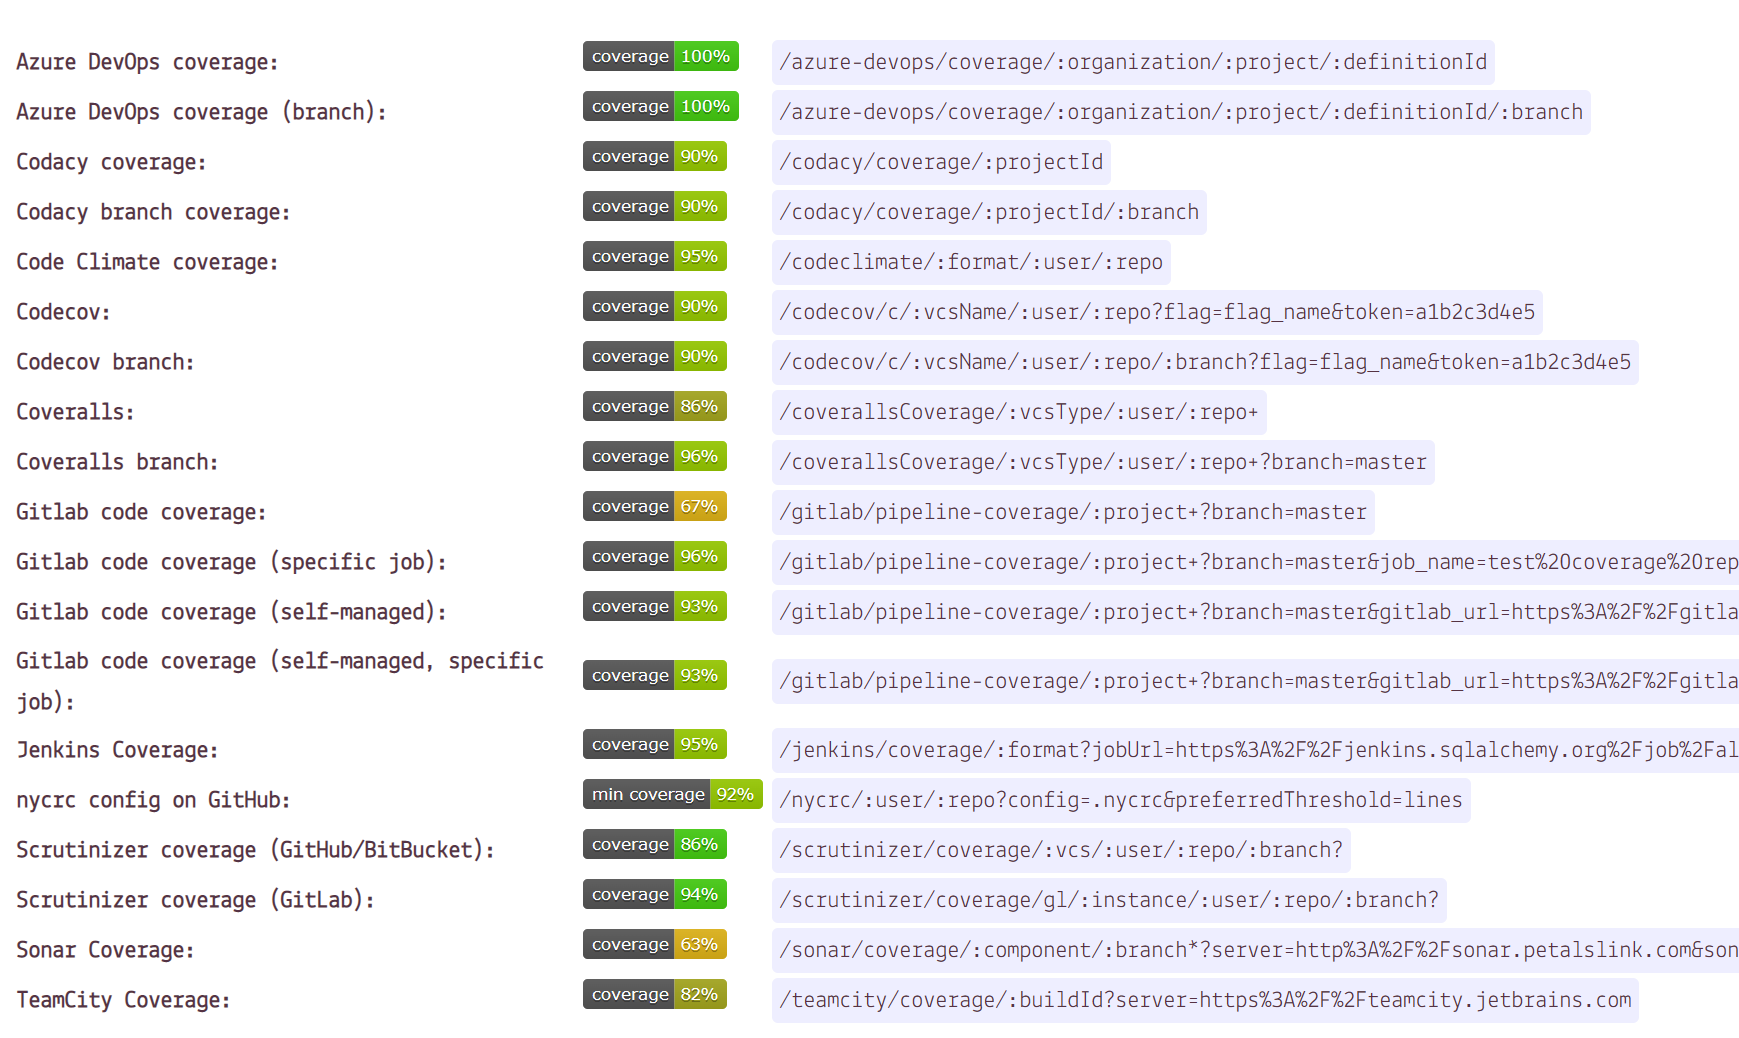 Azure DevOps coverage: coverage 100% /azure-devops/coverage/:organization/:project/:definitionId
Azure DevOps coverage (branch): coverage 100% /azure-devops/coverage/:organization/:project/:definitionId/:branch
Codacy coverage: coverage 90% /codacy/coverage/:projectId
Codacy branch coverage: coverage 90% /codacy/coverage/:projectId/:branch
Code Climate coverage: coverage 95% /codeclimate/:format/:user/:repo
Codecov: coverage 90% /codecov/c/:vcsName/:user/:repo?flag=flag_name&token=a1b2c3d4e5
Codecov branch: coverage 90% /codecov/c/:vcsName/:user/:repo/:branch?flag=flag_name&token=a1b2c3d4e5
Coveralls: coverage 86% /coverallsCoverage/:vcsType/:user/:repo+
Coveralls branch: coverage 96% /coverallsCoverage/:vcsType/:user/:repo+?branch=master
Gitlab code coverage: coverage 67% /gitlab/pipeline-coverage/:project+?branch=master
Gitlab code coverage (specific job): coverage 96% /gitlab/pipeline-coverage/:project+?branch=master&job_name=test%20coverage%20rep
Gitlab code coverage (self-managed): coverage 93% /gitlab/pipeline-coverage/:project+?branch=master&gitlab_url=https%3A%2F%2Fgitla
Gitlab code coverage (self-managed, specific
job): coverage 93% /gitlab/pipeline-coverage/:project+?branch=master&gitlab_url=https%3A%2F%2Fgitla
Jenkins Coverage: coverage 95% /jenkins/coverage/:format?jobUrl=https%3A%2F%2Fjenkins.sqlalchemy.org%2Fjob%2Fal
nycrc config on GitHub: min coverage 92% /nycrc/:user/:repo?config=.nycrc&preferredThreshold=lines
Scrutinizer coverage (GitHub/BitBucket): coverage 86% /scrutinizer/coverage/:vcs/:user/:repo/:branch?
Scrutinizer coverage (GitLab): coverage 94% /scrutinizer/coverage/gl/:instance/:user/:repo/:branch?
Sonar Coverage: coverage 63% /sonar/coverage/:component/:branch*?server=http%3A%2F%2Fsonar.petalslink.com&son
TeamCity Coverage: coverage 82% /teamcity/coverage/:buildId?server=https%3A%2F%2Fteamcity.jetbrains.com